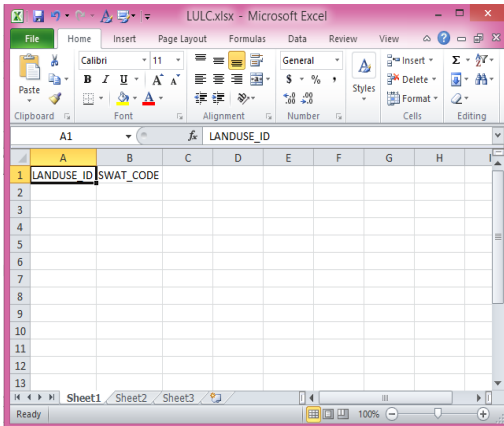 LULC.xlsx - Microsoft Excel
File Home Insert Page Layout Formulas Data Review View
Calibri 11 General Insert Σ
B I U A A A $ % , Delete
Paste Styles Format
Clipboard Font Alignment Number Cells Editing
A1 fx LANDUSE_ID
A B C D E F G H I
1 LANDUSE_ID SWAT_CODE
2
3
4
5
6
7
8
9
10
11
12
13
Sheet1 Sheet2 Sheet3
Ready 100%